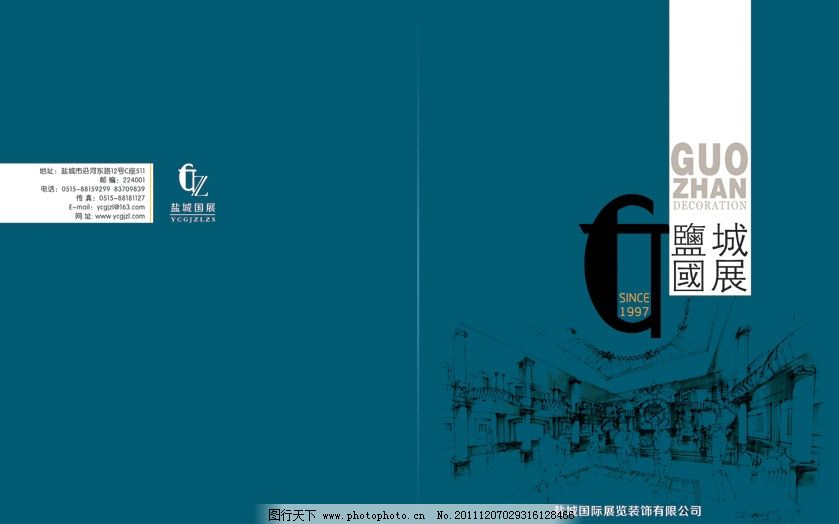 地址：盐城市沿河东路12号C座511
邮 编：224001
电话：0515-88159299 83709839
传 真：0515-88181127
E-mail：ycgjzl@163.com
网 址：www.ycgjzl.com
盐城国展
YCGJZLZS
GUO
ZHAN
DECORATION
鹽城
國展
SINCE
1997
盐城国际展览装饰有限公司
图行天下 www.photophoto.cn No.20111207029316128466